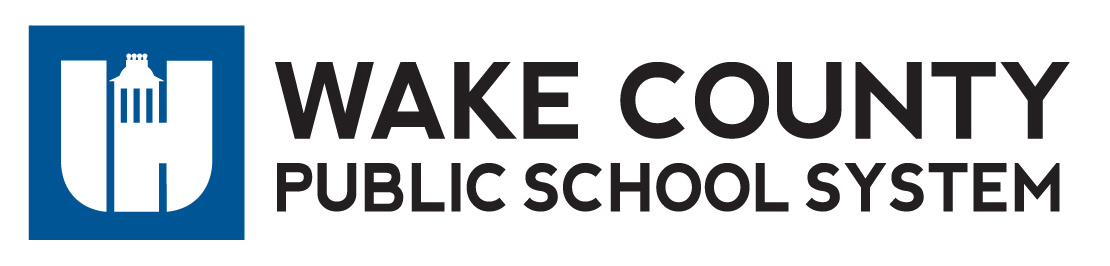 WAKE COUNTY
PUBLIC SCHOOL SYSTEM